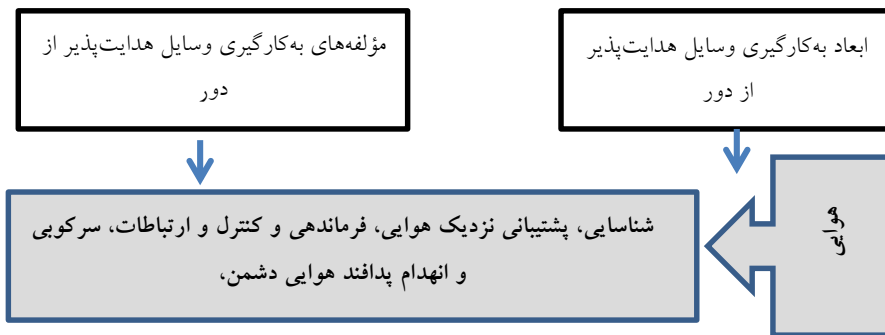 ابعاد به‌کارگیری وسایل هدایت‌پذیر
از دور
مؤلفه‌های به‌کارگیری وسایل هدایت‌پذیر از
دور
هوایی
شناسایی، پشتیبانی نزدیک هوایی، فرماندهی و کنترل و ارتباطات، سرکوبی
و انهدام پدافند هوایی دشمن،